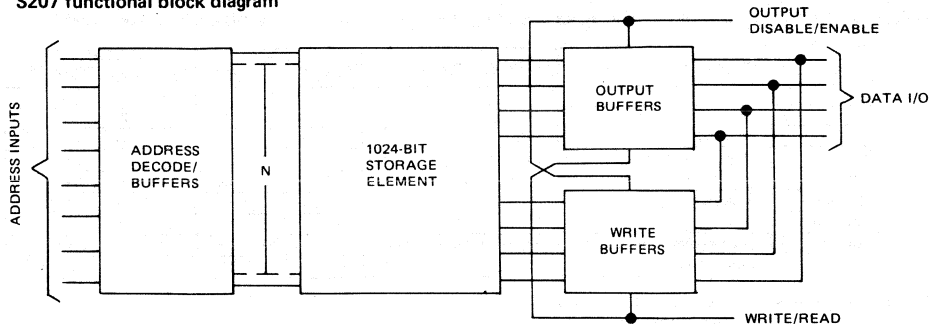 S207 functional block diagram
OUTPUT
DISABLE/ENABLE
ADDRESS INPUTS
ADDRESS
DECODE/
BUFFERS
N
1024-BIT
STORAGE
ELEMENT
OUTPUT
BUFFERS
DATA I/O
WRITE
BUFFERS
WRITE/READ